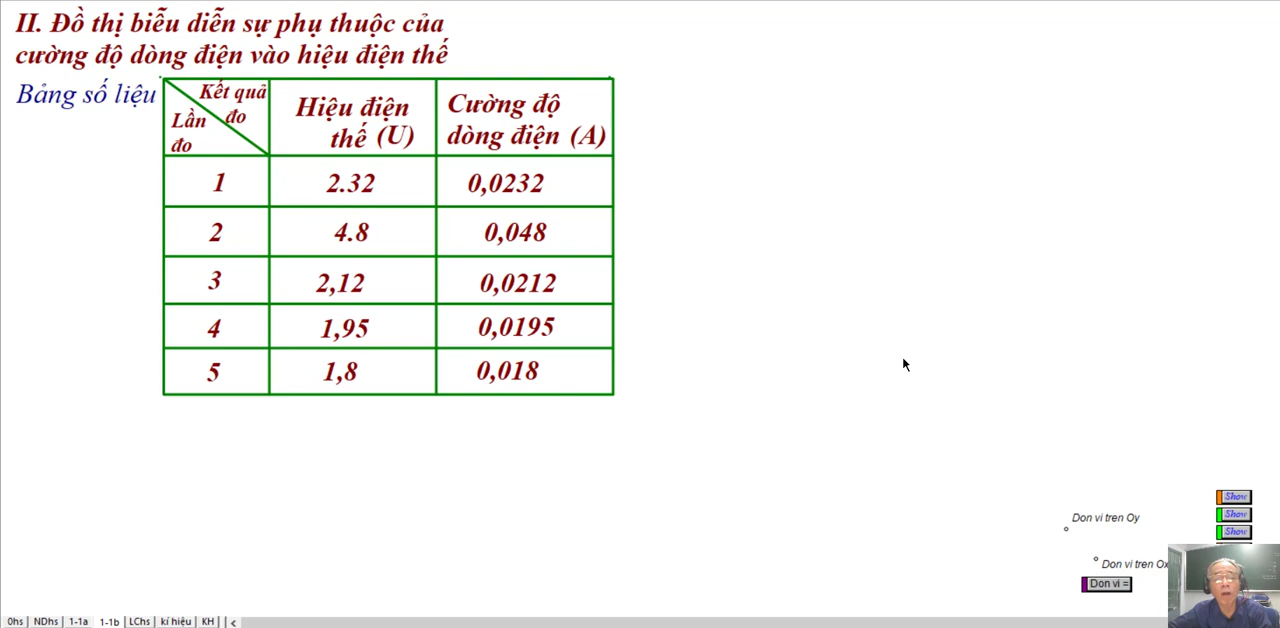 II. Đồ thị biễu diễn sự phụ thuộc của
cường độ dòng điện vào hiệu điện thế
Bảng số liệu
Kết quả
đo
Lần
đo
Hiệu điện
thế (U)
Cường độ
dòng điện (A)
1 2.32 0,0232
2 4.8 0,048
3 2,12 0,0212
4 1,95 0,0195
5 1,8 0,018
Show
Don vi tren Oy
Show
Show
Don vi tren Ox
Don vi =
0hs NDhs 1-1a 1-1b LChs kí hiệu KH <